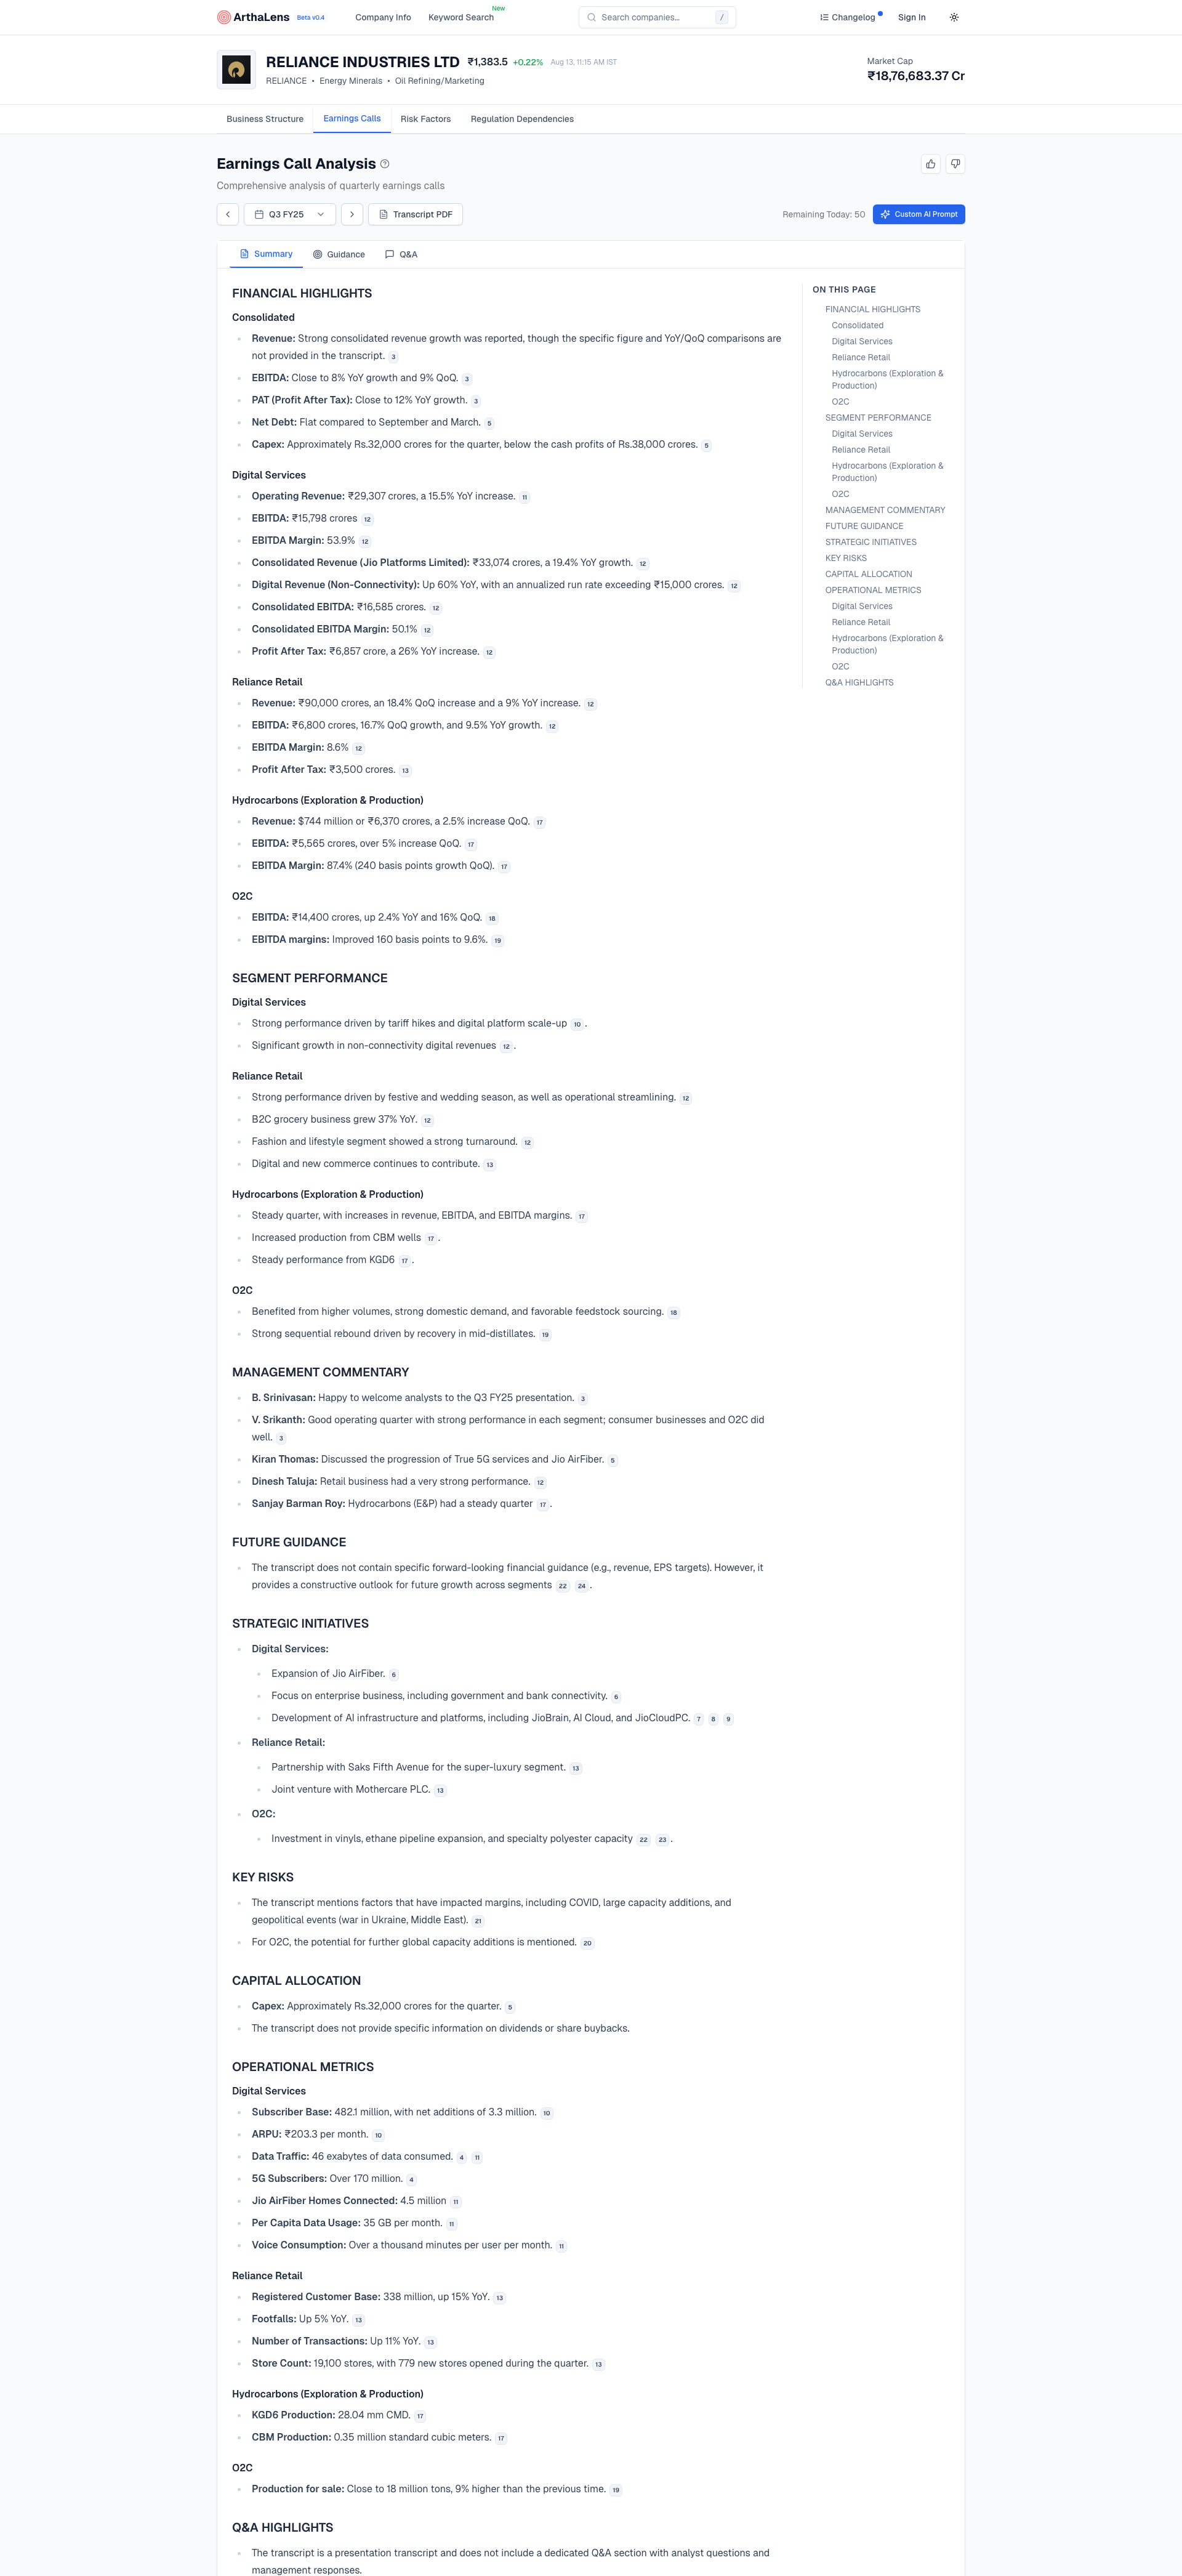 ArthaLens Beta v0.4 Company Info Keyword Search New Search companies... / Changelog Sign In
RELIANCE INDUSTRIES LTD ₹1,383.5 +0.22% Aug 13, 11:15 AM IST
RELIANCE • Energy Minerals • Oil Refining/Marketing
Market Cap
₹18,76,683.37 Cr
Business Structure Earnings Calls Risk Factors Regulation Dependencies
Earnings Call Analysis
Comprehensive analysis of quarterly earnings calls
Q3 FY25 Transcript PDF Remaining Today: 50 Custom AI Prompt
Summary Guidance Q&A
FINANCIAL HIGHLIGHTS
Consolidated
Revenue: Strong consolidated revenue growth was reported, though the specific figure and YoY/QoQ comparisons are
not provided in the transcript. 3
EBITDA: Close to 8% YoY growth and 9% QoQ. 3
PAT (Profit After Tax): Close to 12% YoY growth. 3
Net Debt: Flat compared to September and March. 5
Capex: Approximately Rs.32,000 crores for the quarter, below the cash profits of Rs.38,000 crores. 5
Digital Services
Operating Revenue: ₹29,307 crores, a 15.5% YoY increase. 11
EBITDA: ₹15,798 crores 12
EBITDA Margin: 53.9% 12
Consolidated Revenue (Jio Platforms Limited): ₹33,074 crores, a 19.4% YoY growth. 12
Digital Revenue (Non-Connectivity): Up 60% YoY, with an annualized run rate exceeding ₹15,000 crores. 12
Consolidated EBITDA: ₹16,585 crores. 12
Consolidated EBITDA Margin: 50.1% 12
Profit After Tax: ₹6,857 crore, a 26% YoY increase. 12
Reliance Retail
Revenue: ₹90,000 crores, an 18.4% QoQ increase and a 9% YoY increase. 12
EBITDA: ₹6,800 crores, 16.7% QoQ growth, and 9.5% YoY growth. 12
EBITDA Margin: 8.6% 12
Profit After Tax: ₹3,500 crores. 13
Hydrocarbons (Exploration & Production)
Revenue: $744 million or ₹6,370 crores, a 2.5% increase QoQ. 17
EBITDA: ₹5,565 crores, over 5% increase QoQ. 17
EBITDA Margin: 87.4% (240 basis points growth QoQ). 17
O2C
EBITDA: ₹14,400 crores, up 2.4% YoY and 16% QoQ. 18
EBITDA margins: Improved 160 basis points to 9.6%. 19
SEGMENT PERFORMANCE
Digital Services
Strong performance driven by tariff hikes and digital platform scale-up 10 .
Significant growth in non-connectivity digital revenues 12 .
Reliance Retail
Strong performance driven by festive and wedding season, as well as operational streamlining. 12
B2C grocery business grew 37% YoY. 12
Fashion and lifestyle segment showed a strong turnaround. 12
Digital and new commerce continues to contribute. 13
Hydrocarbons (Exploration & Production)
Steady quarter, with increases in revenue, EBITDA, and EBITDA margins. 17
Increased production from CBM wells 17 .
Steady performance from KGD6 17 .
O2C
Benefited from higher volumes, strong domestic demand, and favorable feedstock sourcing. 18
Strong sequential rebound driven by recovery in mid-distillates. 19
MANAGEMENT COMMENTARY
B. Srinivasan: Happy to welcome analysts to the Q3 FY25 presentation. 3
V. Srikanth: Good operating quarter with strong performance in each segment; consumer businesses and O2C did
well. 3
Kiran Thomas: Discussed the progression of True 5G services and Jio AirFiber. 5
Dinesh Taluja: Retail business had a very strong performance. 12
Sanjay Barman Roy: Hydrocarbons (E&P) had a steady quarter 17 .
FUTURE GUIDANCE
The transcript does not contain specific forward-looking financial guidance (e.g., revenue, EPS targets). However, it
provides a constructive outlook for future growth across segments 22 24 .
STRATEGIC INITIATIVES
Digital Services:
Expansion of Jio AirFiber. 6
Focus on enterprise business, including government and bank connectivity. 6
Development of AI infrastructure and platforms, including JioBrain, AI Cloud, and JioCloudPC. 7 8 9
Reliance Retail:
Partnership with Saks Fifth Avenue for the super-luxury segment. 13
Joint venture with Mothercare PLC. 13
O2C:
Investment in vinyls, ethane pipeline expansion, and specialty polyester capacity 22 23 .
KEY RISKS
The transcript mentions factors that have impacted margins, including COVID, large capacity additions, and
geopolitical events (war in Ukraine, Middle East). 21
For O2C, the potential for further global capacity additions is mentioned. 20
CAPITAL ALLOCATION
Capex: Approximately Rs.32,000 crores for the quarter. 5
The transcript does not provide specific information on dividends or share buybacks.
OPERATIONAL METRICS
Digital Services
Subscriber Base: 482.1 million, with net additions of 3.3 million. 10
ARPU: ₹203.3 per month. 10
Data Traffic: 46 exabytes of data consumed. 4 11
5G Subscribers: Over 170 million. 4
Jio AirFiber Homes Connected: 4.5 million 11
Per Capita Data Usage: 35 GB per month. 11
Voice Consumption: Over a thousand minutes per user per month. 11
Reliance Retail
Registered Customer Base: 338 million, up 15% YoY. 13
Footfalls: Up 5% YoY. 13
Number of Transactions: Up 11% YoY. 13
Store Count: 19,100 stores, with 779 new stores opened during the quarter. 13
Hydrocarbons (Exploration & Production)
KGD6 Production: 28.04 mm CMD. 17
CBM Production: 0.35 million standard cubic meters. 17
O2C
Production for sale: Close to 18 million tons, 9% higher than the previous time. 19
Q&A HIGHLIGHTS
The transcript is a presentation transcript and does not include a dedicated Q&A section with analyst questions and
management responses.
ON THIS PAGE
FINANCIAL HIGHLIGHTS
Consolidated
Digital Services
Reliance Retail
Hydrocarbons (Exploration &
Production)
O2C
SEGMENT PERFORMANCE
Digital Services
Reliance Retail
Hydrocarbons (Exploration &
Production)
O2C
MANAGEMENT COMMENTARY
FUTURE GUIDANCE
STRATEGIC INITIATIVES
KEY RISKS
CAPITAL ALLOCATION
OPERATIONAL METRICS
Digital Services
Reliance Retail
Hydrocarbons (Exploration &
Production)
O2C
Q&A HIGHLIGHTS